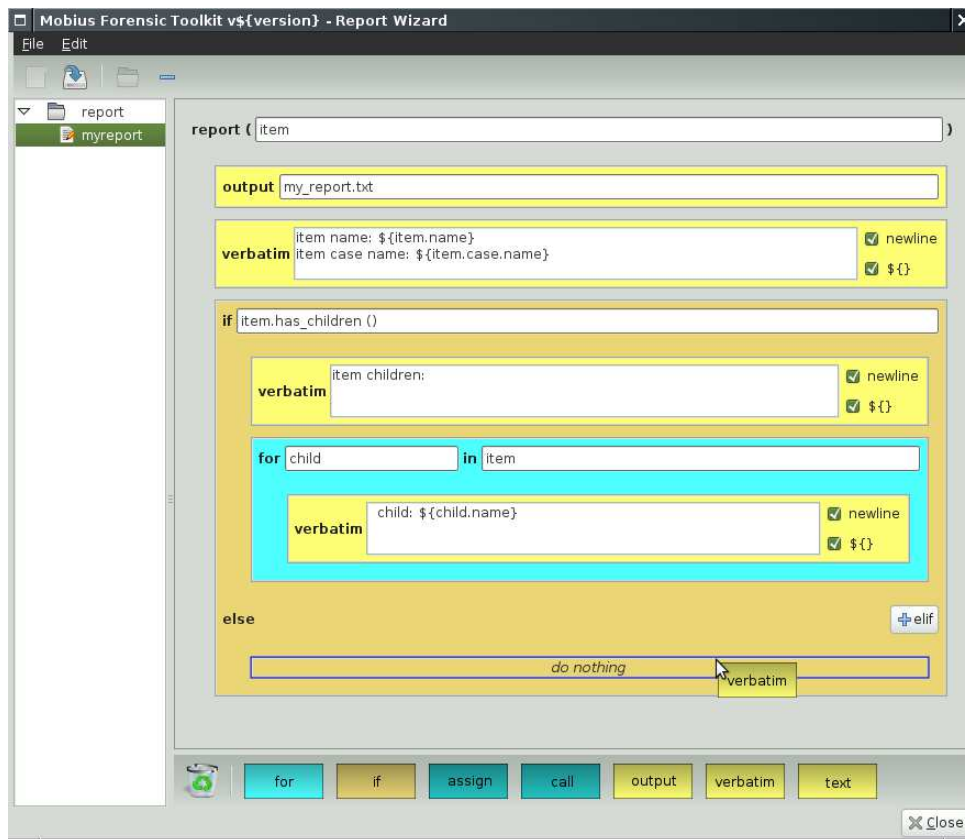 Mobius Forensic Toolkit v${version} - Report Wizard
File Edit
report
myreport
report ( item )
output my_report.txt
verbatim item name: ${item.name}
item case name: ${item.case.name}
newline
${}
if item.has_children ()
verbatim item children:
newline
${}
for child in item
verbatim child: ${child.name}
newline
${}
else elif
do nothing
verbatim
for if assign call output verbatim text
Close